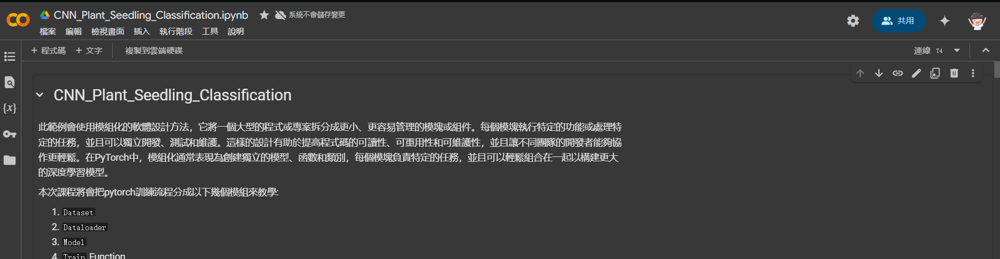 CNN_Plant_Seedling_Classification.ipynb
系統不會儲存變更
檔案 編輯 檢視畫面 插入 執行階段 工具 說明
共用
+ 程式碼 + 文字 複製到雲端硬碟
連線 T4
{x}
CNN_Plant_Seedling_Classification
此範例會使用模組化的軟體設計方法，它將一個大型的程式或專案拆分成更小、更容易管理的模塊或組件。每個模塊執行特定的功能或處理特
定的任務，並且可以獨立開發、測試和維護。這樣的設計有助於提高程式碼的可讀性、可重用性和可維護性，並且讓不同團隊的開發者能夠協
作更輕鬆。在PyTorch中，模組化通常表現為創建獨立的模型、函數和類別，每個模塊負責特定的任務，並且可以輕鬆組合在一起以構建更大
的深度學習模型。
本次課程將會把pytorch訓練流程分成以下幾個模組來教學:
1. Dataset
2. Dataloader
3. Model
4. Train Function